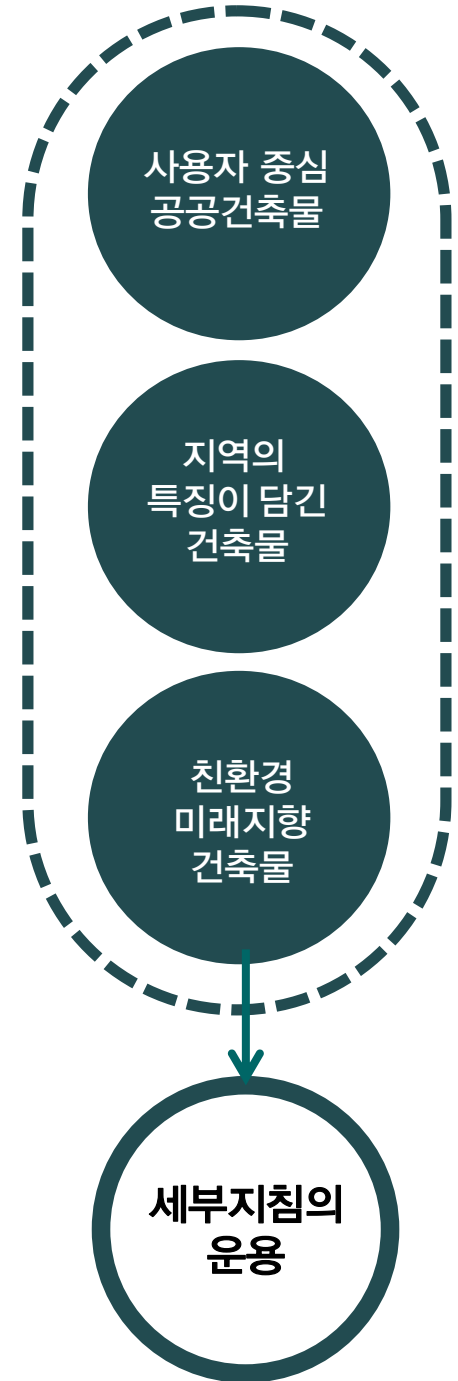 사용자 중심
공공건축물
지역의
특징이 담긴
건축물
친환경
미래지향
건축물
세부지침의
운용